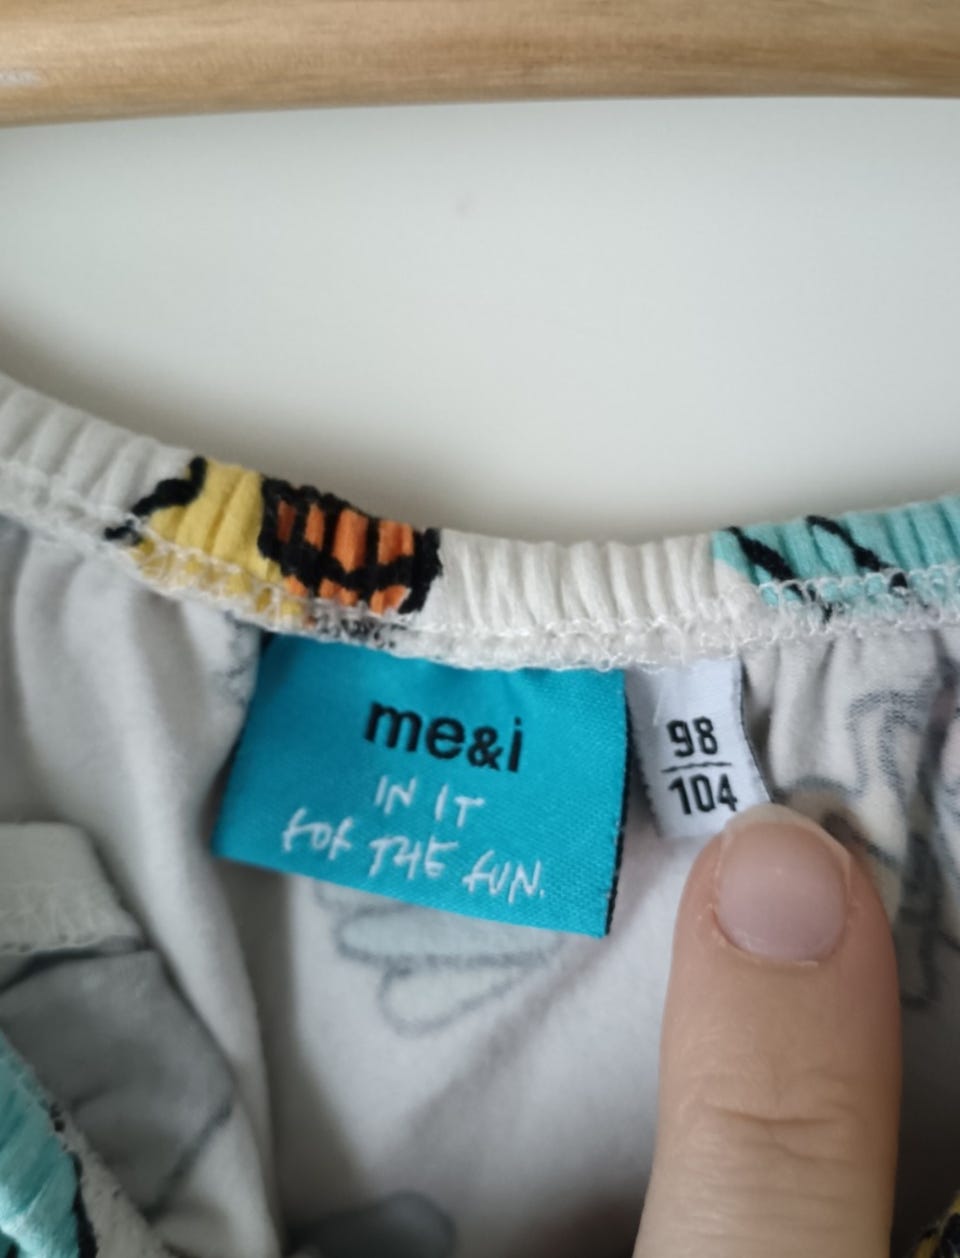 me&i
IN IT
FOR THE FUN.
98
104